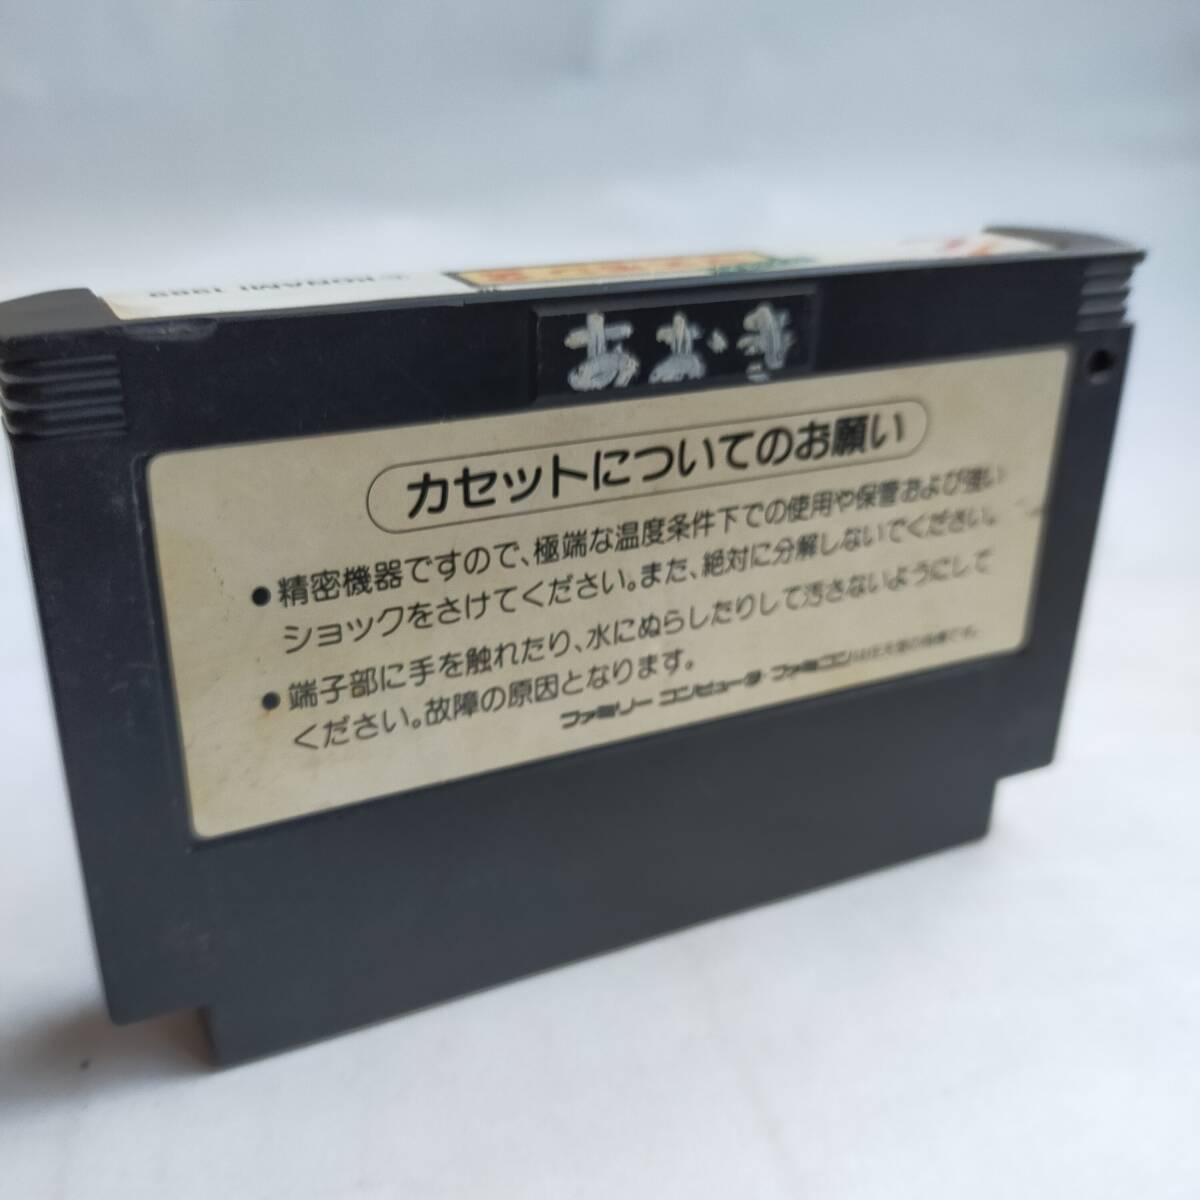 © KONAMI 1989
あおき
カセットについてのお願い
● 精密機器ですので、極端な温度条件下での使用や保管および強い
ショックをさけてください。また、絶対に分解しないでください。
● 端子部に手を触れたり、水にぬらしたりして汚さないようにして
ください。故障の原因となります。
ファミリー コンピュータ・ファミコンは任天堂の商標です。